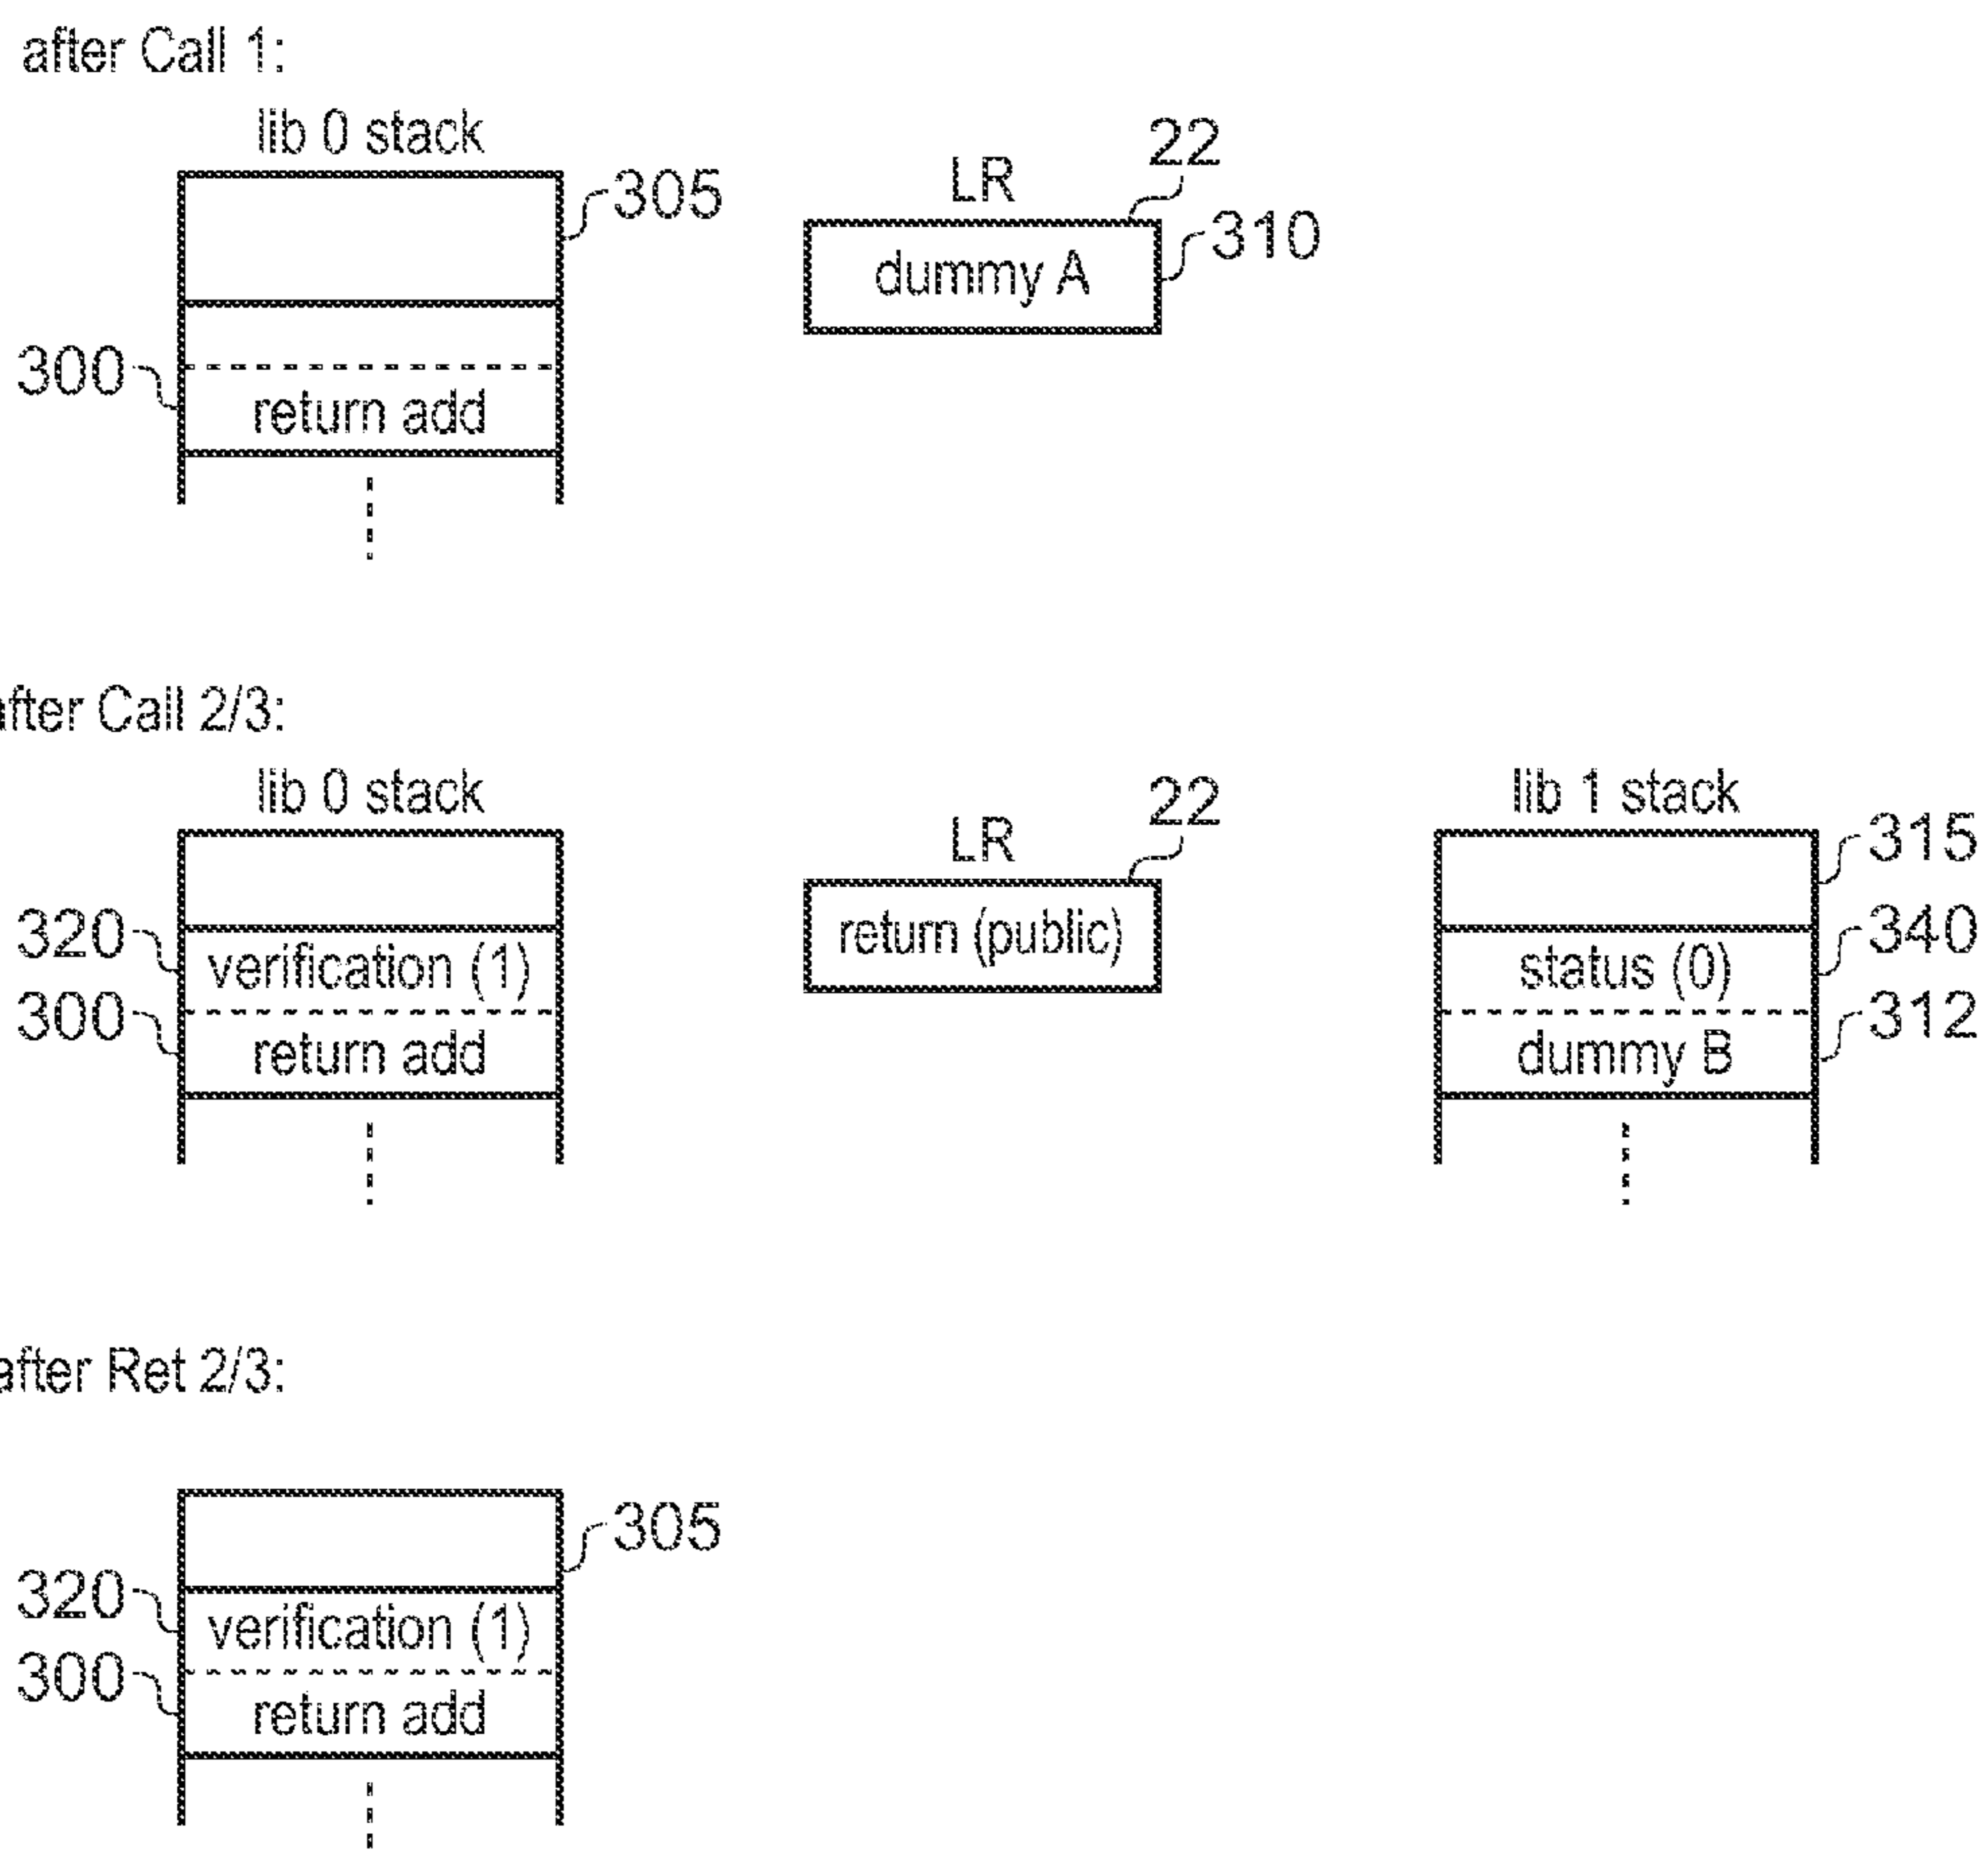 after Call 1:
lib 0 stack
305
300
return add
LR
22
dummy A
310
after Call 2/3:
lib 0 stack
320
verification (1)
300
return add
LR
22
return (public)
lib 1 stack
315
status (0)
340
dummy B
312
after Ret 2/3:
305
320
verification (1)
300
return add